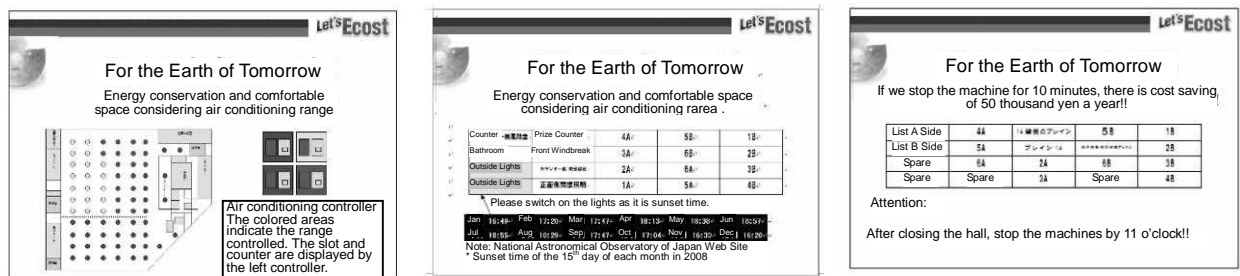 Let's Ecost
For the Earth of Tomorrow
Energy conservation and comfortable
space considering air conditioning range
Air conditioning controller
The colored areas
indicate the range
controlled. The slot and
counter are displayed by
the left controller.
Let's Ecost
For the Earth of Tomorrow
Energy conservation and comfortable space
considering air conditioning rarea .
Counter Prize Counter 4A 5B 1B
Bathroom Front Windbreak 3A 6B 2B
Outside Lights 2A 6A 3B
Outside Lights 正面側間接照明 1A 5A 4B
Please switch on the lights as it is sunset time.
Jan 16:49 Feb 17:20 Mar 17:47 Apr 18:13 May 18:38 Jun 18:57
Jul 18:55 Aug Sep 17:47 Oct 17:04 Nov 16:33 Dec 16:20
Note: National Astronomical Observatory of Japan Web Site
* Sunset time of the 15th day of each month in 2008
Let's Ecost
For the Earth of Tomorrow
If we stop the machine for 10 minutes, there is cost saving
of 50 thousand yen a year!!
List A Side 4A 5B 1B
List B Side 5A 2B
Spare 6A 2A 6B 3B
Spare Spare 3A Spare 4B
Attention:
After closing the hall, stop the machines by 11 o'clock!!